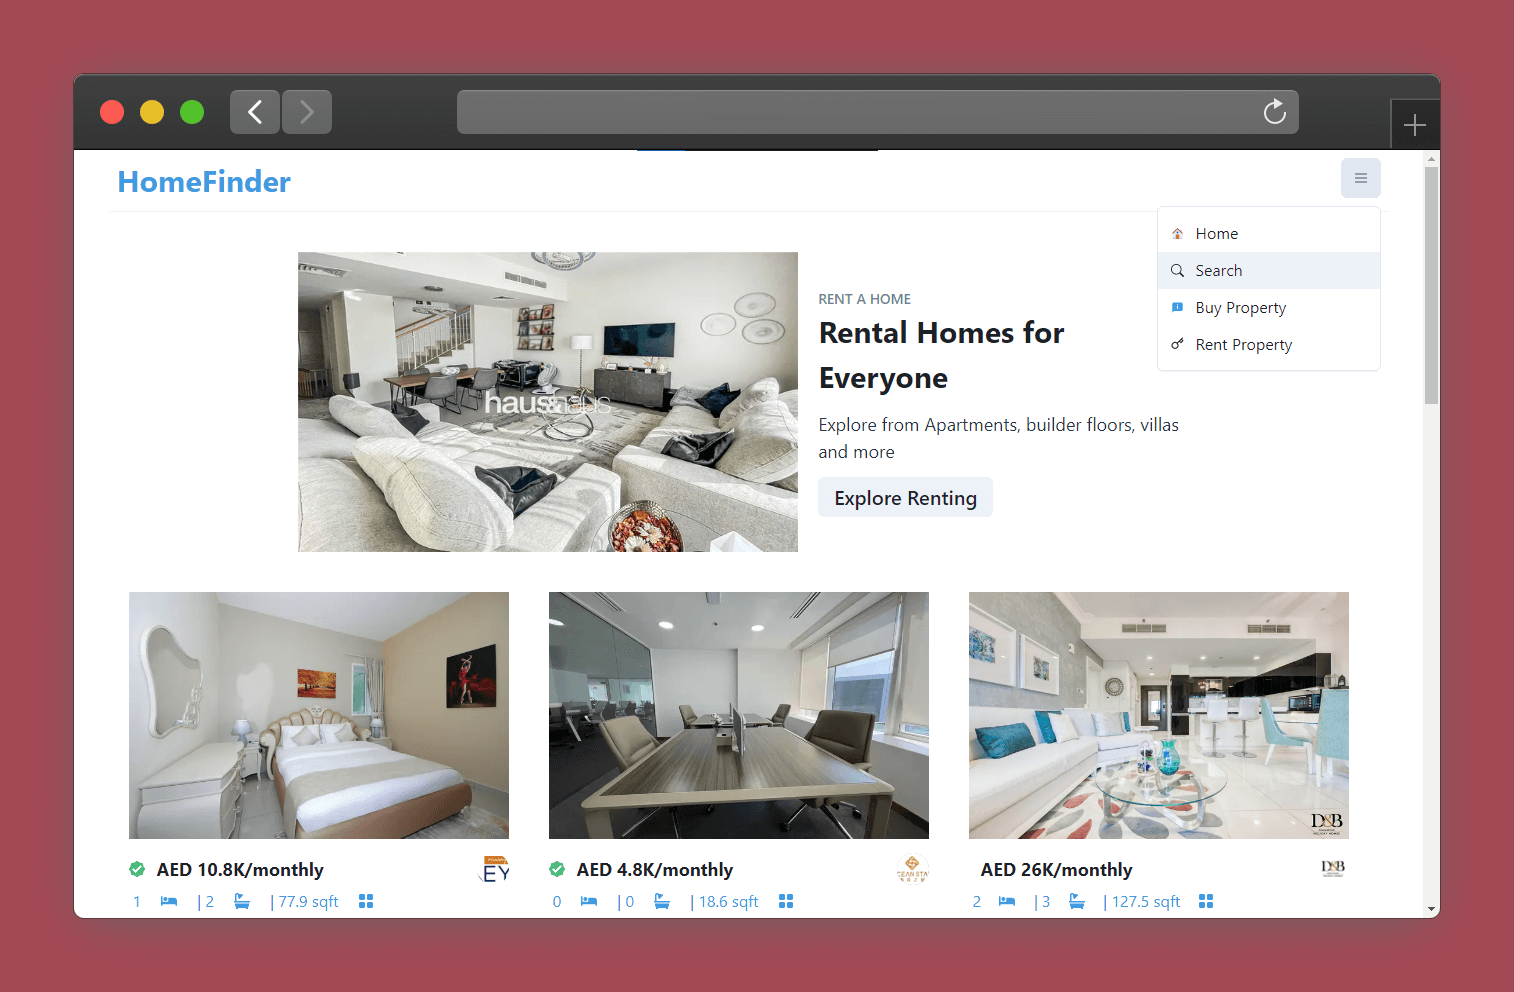 HomeFinder
Home
Search
Buy Property
Rent Property
haus&haus
RENT A HOME
Rental Homes for
Everyone
Explore from Apartments, builder floors, villas
and more
Explore Renting
D&B
AED 10.8K/monthly
EY
AED 4.8K/monthly
AED 26K/monthly
D&B
1 | 2 | 77.9 sqft
0 | 0 | 18.6 sqft
2 | 3 | 127.5 sqft